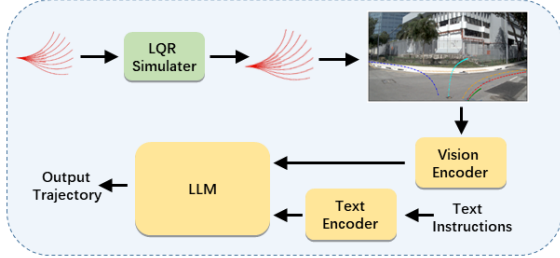 LQR
Simulater
Vision
Encoder
Output
Trajectory
LLM
Text
Encoder
Text
Instructions